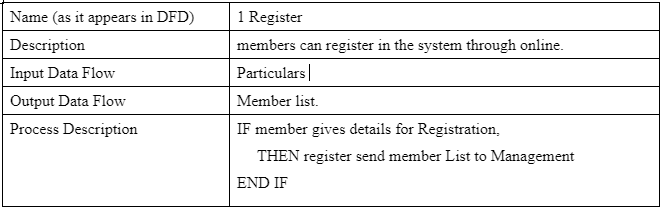 Name (as it appears in DFD) 1 Register
Description members can register in the system through online.
Input Data Flow Particulars
Output Data Flow Member list.
Process Description IF member gives details for Registration,
THEN register send member List to Management
END IF